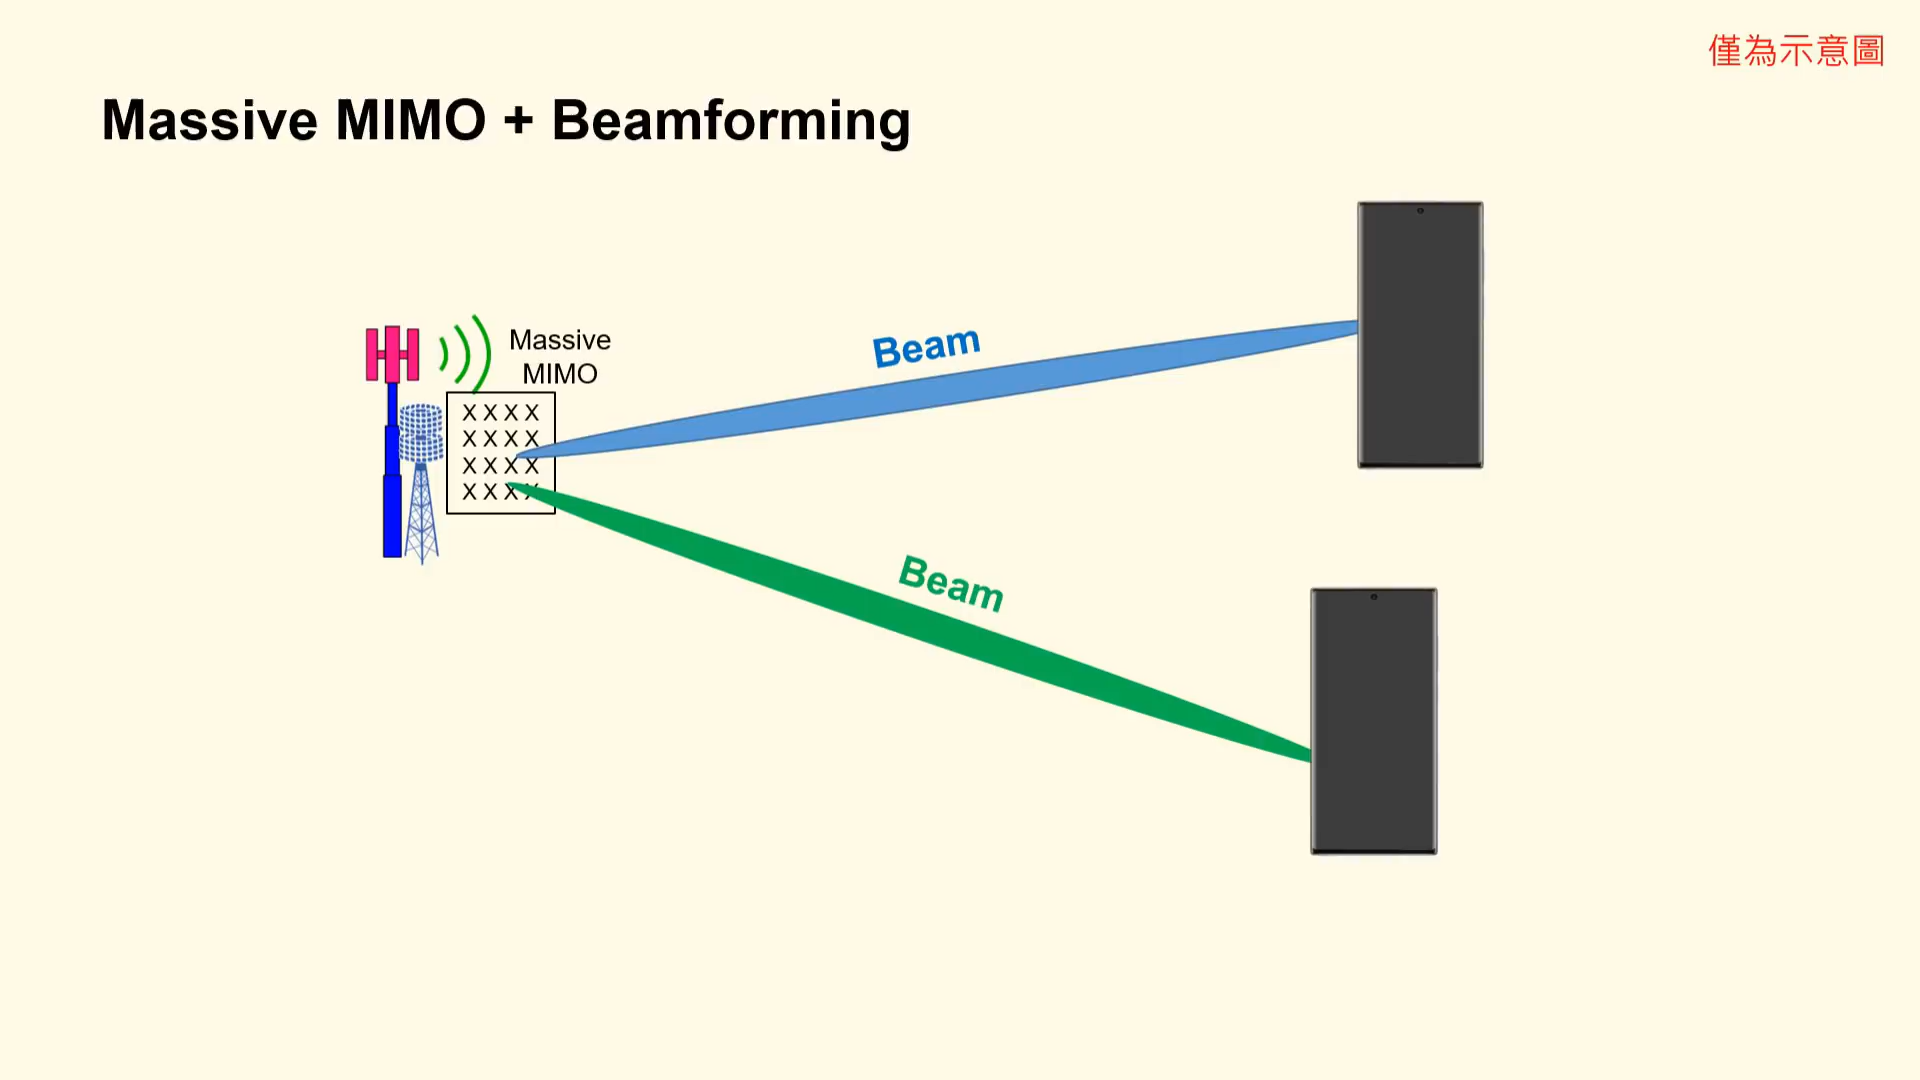 僅為示意圖
Massive MIMO + Beamforming
Massive
MIMO
X X X X
X X X X
X X X X
X X X X
Beam
Beam